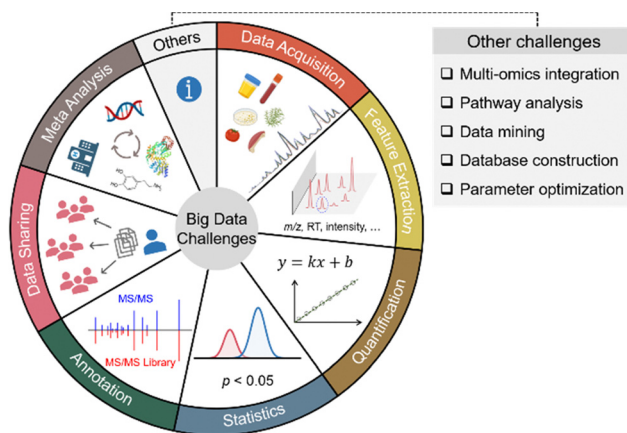 Others
Data Acquisition
Feature Extraction
Quantification
Statistics
Annotation
Data Sharing
Meta Analysis
i
m/z, RT, intensity, ...
y = kx + b
p < 0.05
MS/MS
MS/MS Library
Big Data
Challenges
Other challenges
❑ Multi-omics integration
❑ Pathway analysis
❑ Data mining
❑ Database construction
❑ Parameter optimization